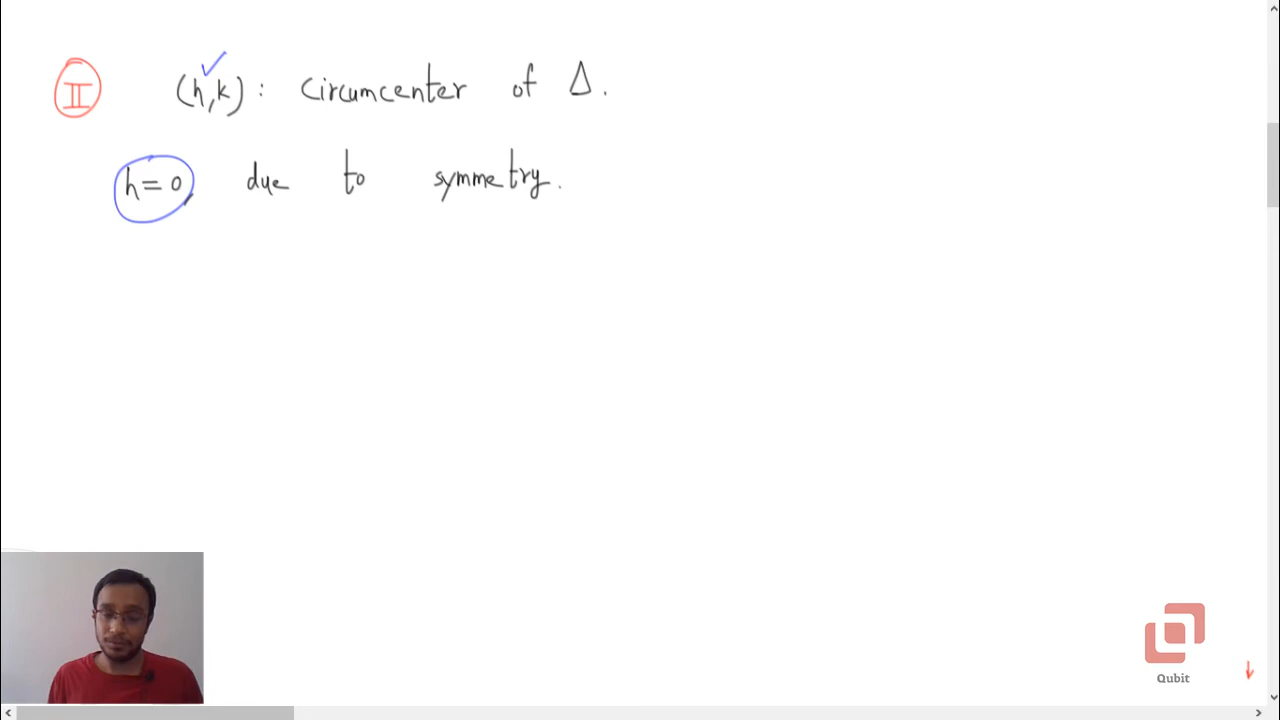 II (h,k) : circumcenter of Δ.
h=0 due to symmetry.
Qubit